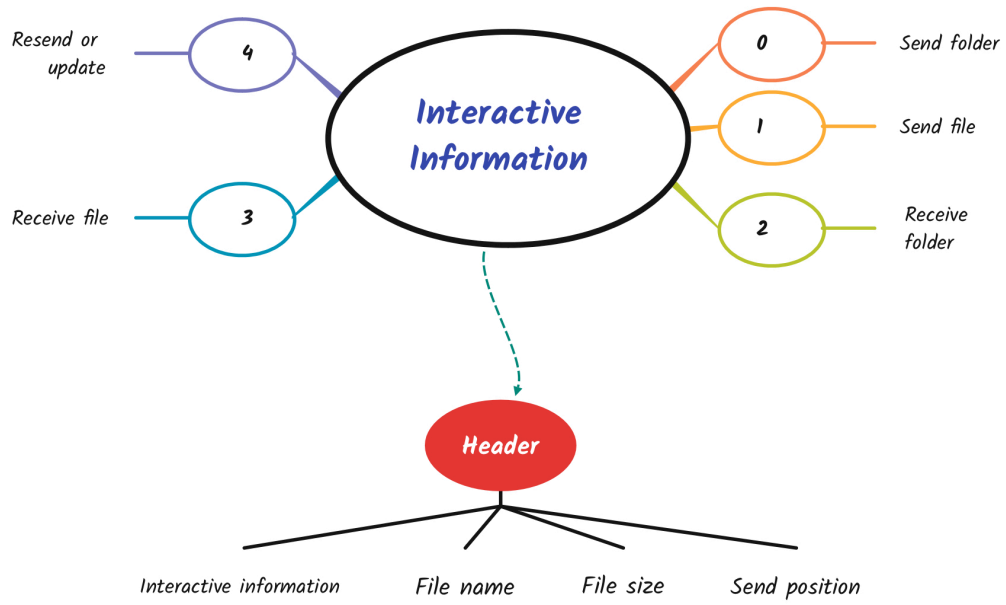 Resend or
update
4
Interactive
Information
0
Send folder
1
Send file
Receive file
3
2
Receive
folder
Header
Interactive information
File name
File size
Send position